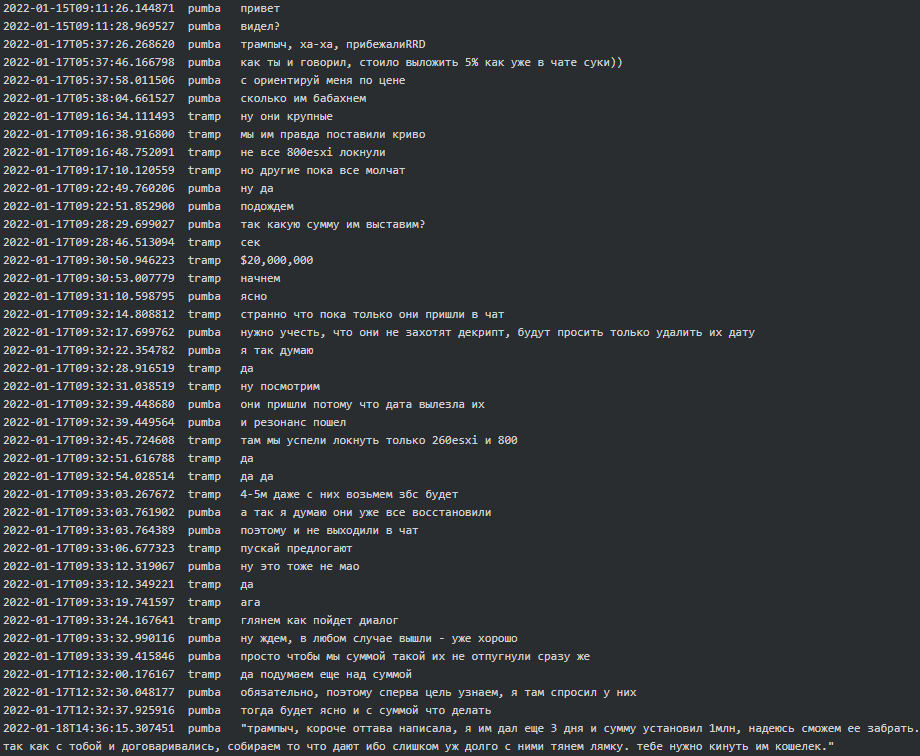 2022-01-15T09:11:26.144871 pumba привет
2022-01-15T09:11:28.969527 pumba видел?
2022-01-17T05:37:26.268620 pumba трампыч, ха-ха, прибежалиRRD
2022-01-17T05:37:46.166798 pumba как ты и говорил, стоило выложить 5% как уже в чате суки))
2022-01-17T05:37:58.011506 pumba с ориентируй меня по цене
2022-01-17T05:38:04.661527 pumba сколько им бабахнем
2022-01-17T09:16:34.111493 tramp ну они крупные
2022-01-17T09:16:38.916800 tramp мы им правда поставили криво
2022-01-17T09:16:48.752091 tramp не все 800esxi локнули
2022-01-17T09:17:10.120559 tramp но другие пока все молчат
2022-01-17T09:22:49.760206 pumba ну да
2022-01-17T09:22:51.852900 pumba подождем
2022-01-17T09:28:29.699027 pumba так какую сумму им выставим?
2022-01-17T09:28:46.513094 tramp сек
2022-01-17T09:30:50.946223 tramp $20,000,000
2022-01-17T09:30:53.007779 tramp начнем
2022-01-17T09:31:10.598795 pumba ясно
2022-01-17T09:32:14.808812 tramp странно что пока только они пришли в чат
2022-01-17T09:32:17.699762 pumba нужно учесть, что они не захотят декрипт, будут просить только удалить их дату
2022-01-17T09:32:22.354782 pumba я так думаю
2022-01-17T09:32:28.916519 tramp да
2022-01-17T09:32:31.038519 tramp ну посмотрим
2022-01-17T09:32:39.448680 pumba они пришли потому что дата вылезла их
2022-01-17T09:32:39.449564 pumba и резонанс пошел
2022-01-17T09:32:45.724608 tramp там мы успели локнуть только 260esxi и 800
2022-01-17T09:32:51.616788 tramp да
2022-01-17T09:32:54.028514 tramp да да
2022-01-17T09:33:03.267672 tramp 4-5м даже с них возьмем збс будет
2022-01-17T09:33:03.761902 pumba а так я думаю они уже все восстановили
2022-01-17T09:33:03.764389 pumba поэтому и не выходили в чат
2022-01-17T09:33:06.677323 tramp пускай предлогают
2022-01-17T09:33:12.319067 pumba ну это тоже не мао
2022-01-17T09:33:12.349221 tramp да
2022-01-17T09:33:19.741597 tramp ага
2022-01-17T09:33:24.167641 tramp глянем как пойдет диалог
2022-01-17T09:33:32.990116 pumba ну ждем, в любом случае вышли - уже хорошо
2022-01-17T09:33:39.415846 pumba просто чтобы мы суммой такой их не отпугнули сразу же
2022-01-17T12:32:00.176167 tramp да подумаем еще над суммой
2022-01-17T12:32:30.048177 pumba обязательно, поэтому сперва цель узнаем, я там спросил у них
2022-01-17T12:32:37.925916 pumba тогда будет ясно и с суммой что делать
2022-01-18T14:36:15.307451 pumba "трампыч, короче оттава написала, я им дал еще 3 дня и сумму установил 1млн, надеюсь сможем ее забрать,
так как с тобой и договаривались, собираем то что дают ибо слишком уж долго с ними тянем лямку. тебе нужно кинуть им кошелек."